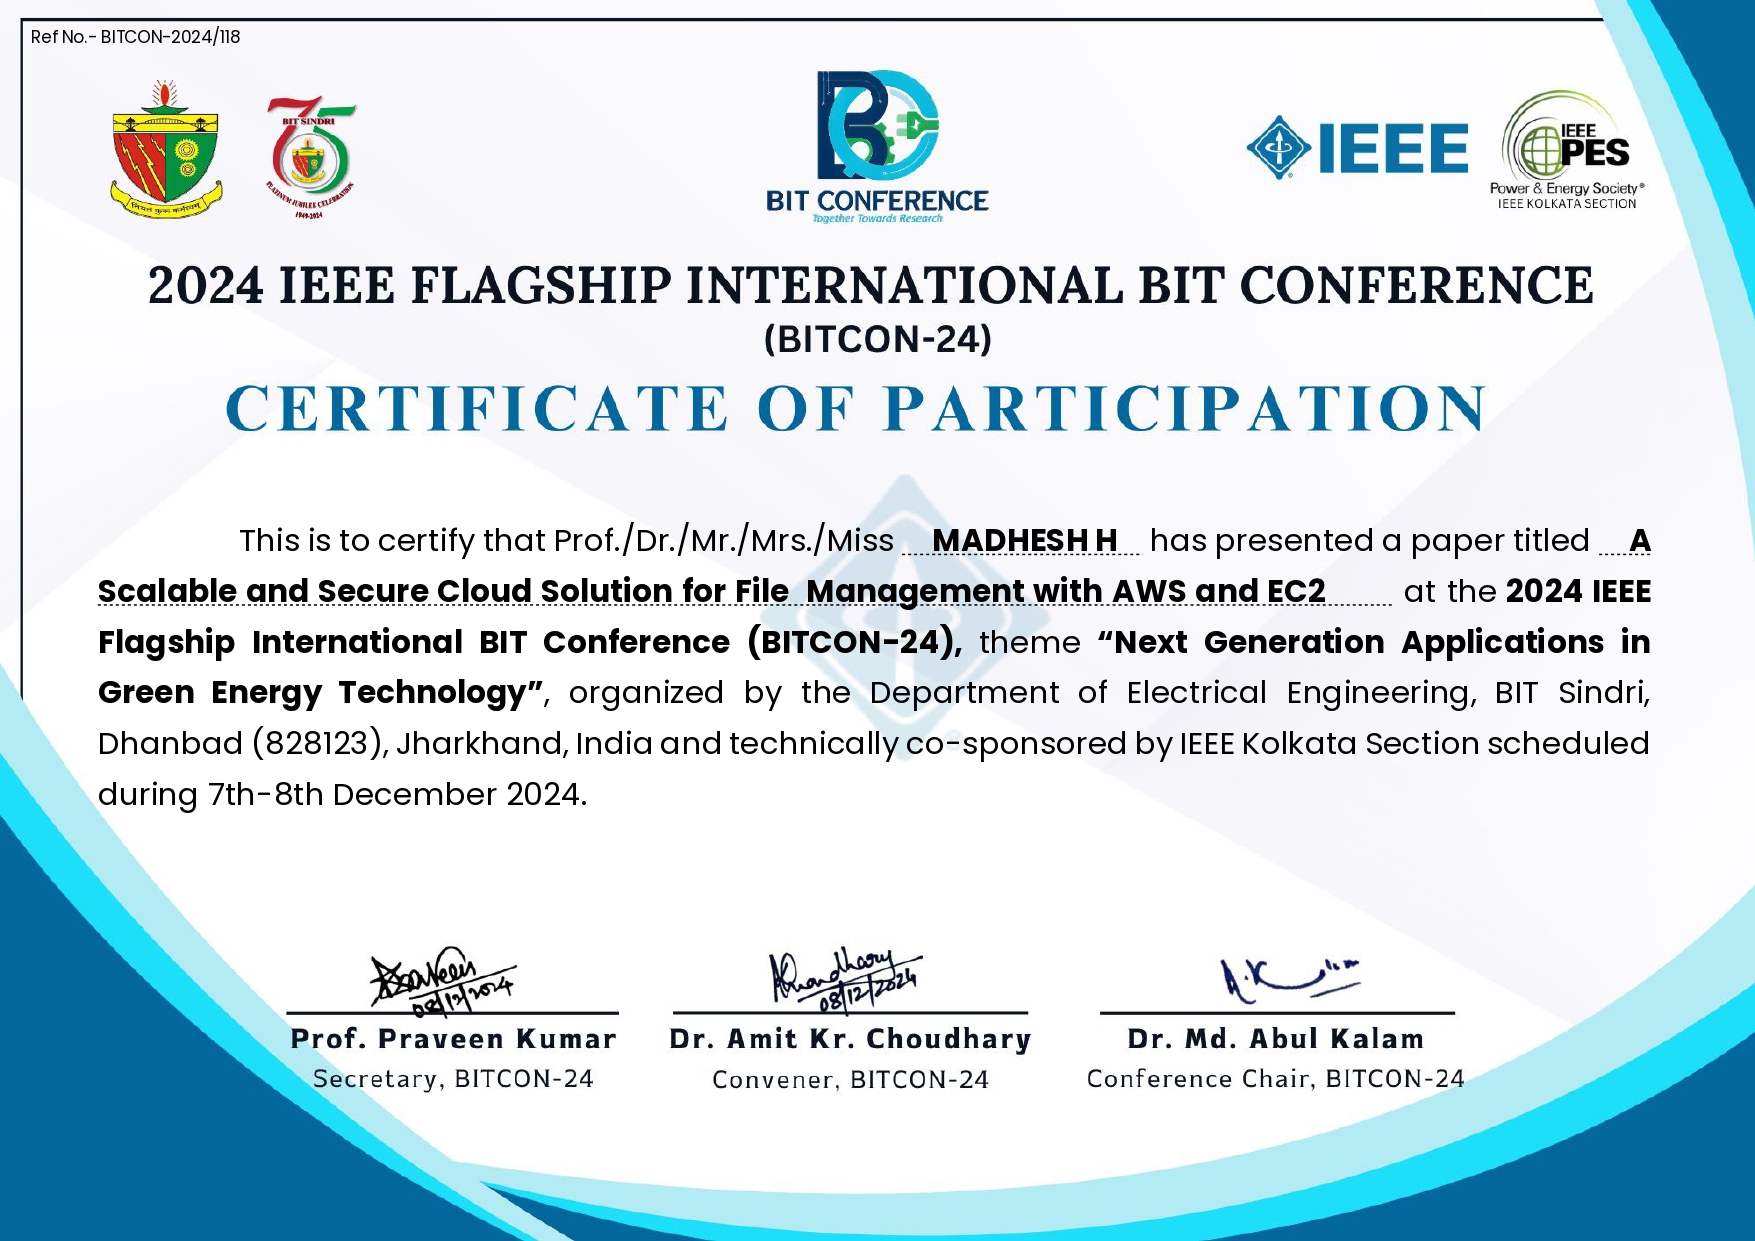 Ref No.- BITCON-2024/118
BIT SINDRI
PLATINUM JUBILEE CELEBRATION
1949-2024
BIT CONFERENCE
Together Towards Research
IEEE
IEEE
PES
Power & Energy Society®
IEEE KOLKATA SECTION
2024 IEEE FLAGSHIP INTERNATIONAL BIT CONFERENCE
(BITCON-24)
CERTIFICATE OF PARTICIPATION
This is to certify that Prof./Dr./Mr./Mrs./Miss MADHESH H has presented a paper titled A
Scalable and Secure Cloud Solution for File Management with AWS and EC2 at the 2024 IEEE
Flagship International BIT Conference (BITCON-24), theme “Next Generation Applications in
Green Energy Technology”, organized by the Department of Electrical Engineering, BIT Sindri,
Dhanbad (828123), Jharkhand, India and technically co-sponsored by IEEE Kolkata Section scheduled
during 7th-8th December 2024.
Praveen
08/12/2024
Choudhary
08/12/2024
A.K
Prof. Praveen Kumar
Dr. Amit Kr. Choudhary
Dr. Md. Abul Kalam
Secretary, BITCON-24
Convener, BITCON-24
Conference Chair, BITCON-24